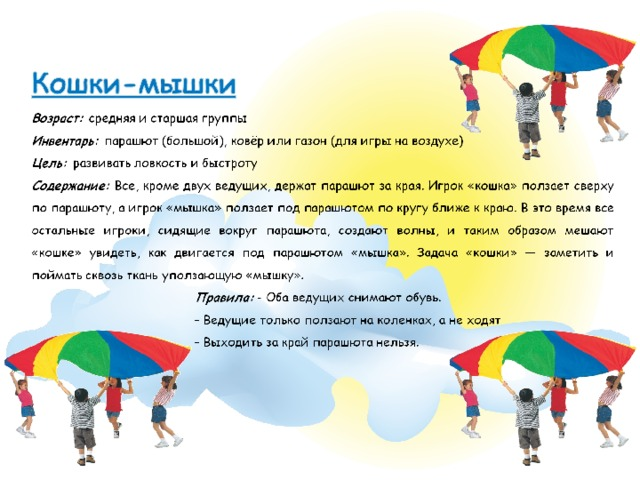 Кошки-мышки
Возраст: средняя и старшая группы
Инвентарь: парашют (большой), ковёр или газон (для игры на воздухе)
Цель: развивать ловкость и быстроту
Содержание: Все, кроме двух ведущих, держат парашют за края. Игрок «кошка» ползает сверху
по парашюту, а игрок «мышка» ползает под парашютом по кругу ближе к краю. В это время все
остальные игроки, сидящие вокруг парашюта, создают волны, и таким образом мешают
«кошке» увидеть, как двигается под парашютом «мышка». Задача «кошки» — заметить и
поймать сквозь ткань уползающую «мышку».
Правила: - Оба ведущих снимают обувь.
– Ведущие только ползают на коленках, а не ходят
– Выходить за край парашюта нельзя.